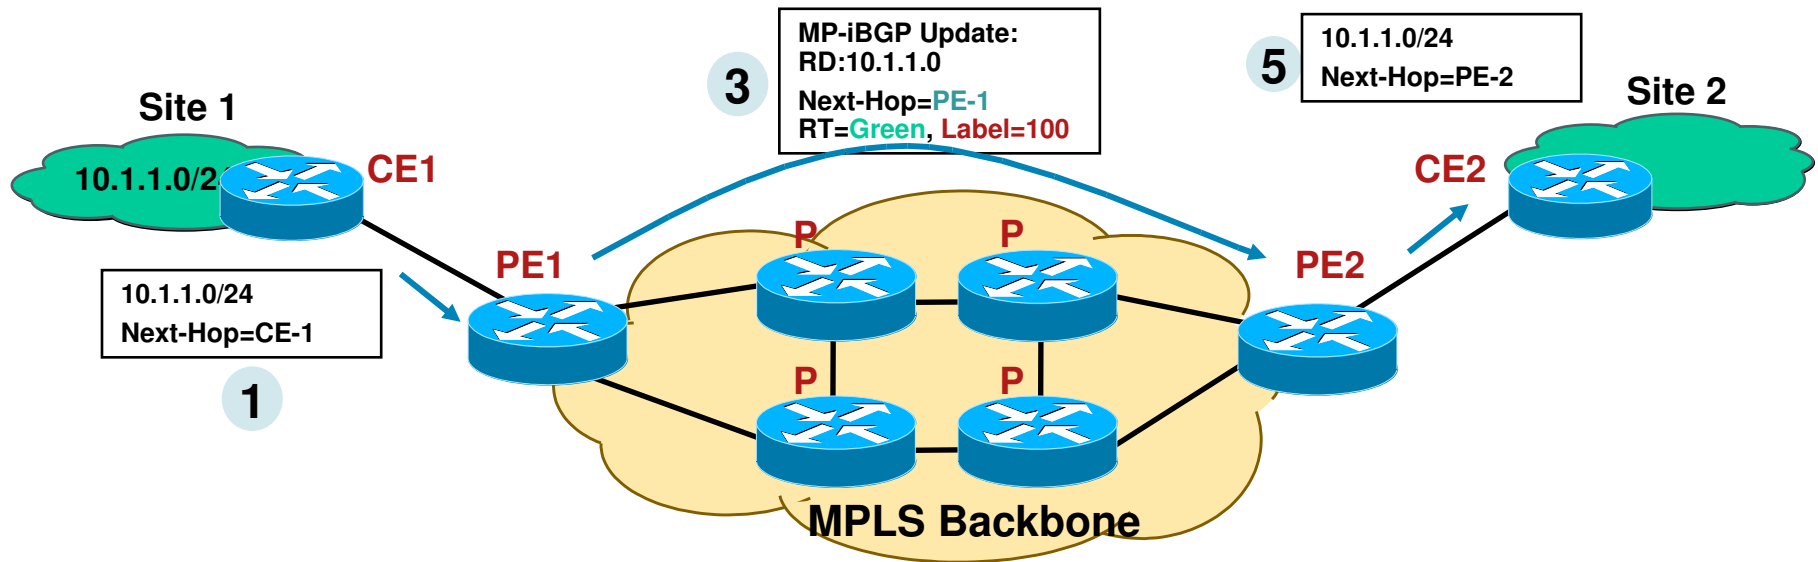 MP-iBGP Update:
RD:10.1.1.0
Next-Hop=PE-1
RT=Green, Label=100
3
10.1.1.0/24
Next-Hop=PE-2
5
Site 1
Site 2
10.1.1.0/2
CE1
CE2
P
P
PE1
PE2
10.1.1.0/24
Next-Hop=CE-1
1
P
P
MPLS Backbone